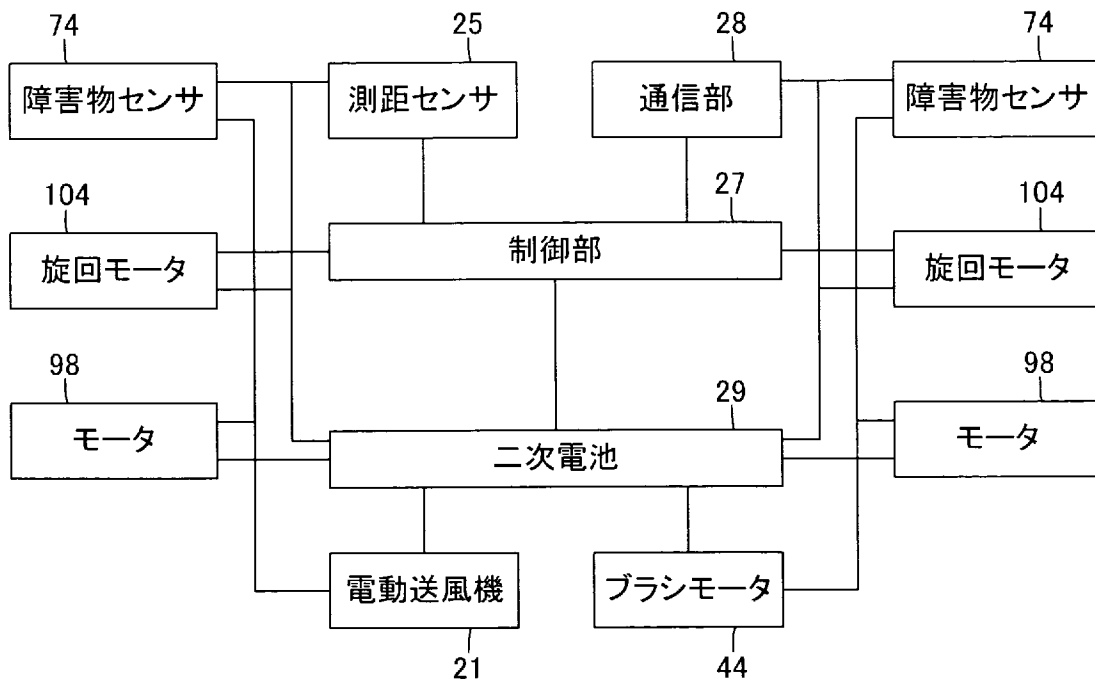 74
25
28
74
障害物センサ
測距センサ
通信部
障害物センサ
104
27
104
旋回モータ
制御部
旋回モータ
98
29
98
モータ
二次電池
モータ
電動送風機
ブラシモータ
21
44